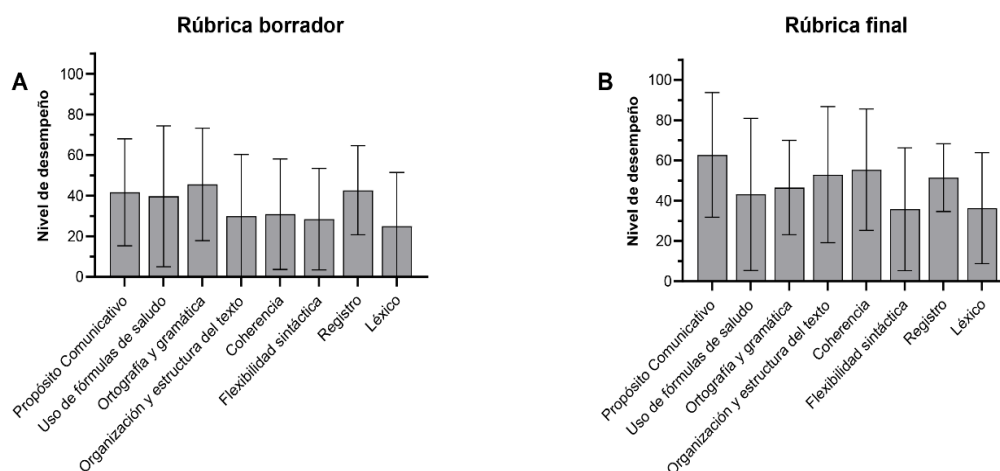 Rúbrica borrador
A
Nivel de desempeño
100
80
60
40
20
0
Propósito Comunicativo
Uso de fórmulas de saludo
Ortografía y gramática
Organización y estructura del texto
Coherencia
Flexibilidad sintáctica
Registro
Léxico
Rúbrica final
B
Nivel de desempeño
100
80
60
40
20
0
Propósito Comunicativo
Uso de fórmulas de saludo
Ortografía y gramática
Organización y estructura del texto
Coherencia
Flexibilidad sintáctica
Registro
Léxico